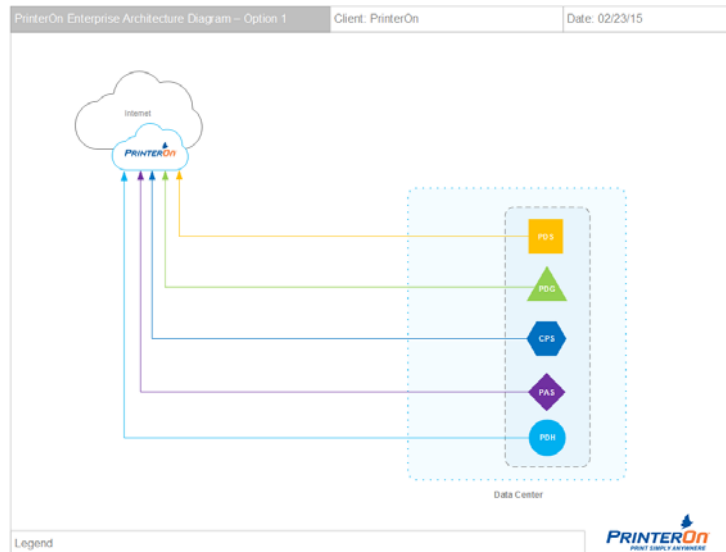 PrinterOn Enterprise Architecture Diagram – Option 1
Client: PrinterOn
Date: 02/23/15
Internet
PRINTERON
PDS
PDG
CPS
PAS
PDH
Data Center
Legend
PRINTERON
PRINT SIMPLY ANYWHERE